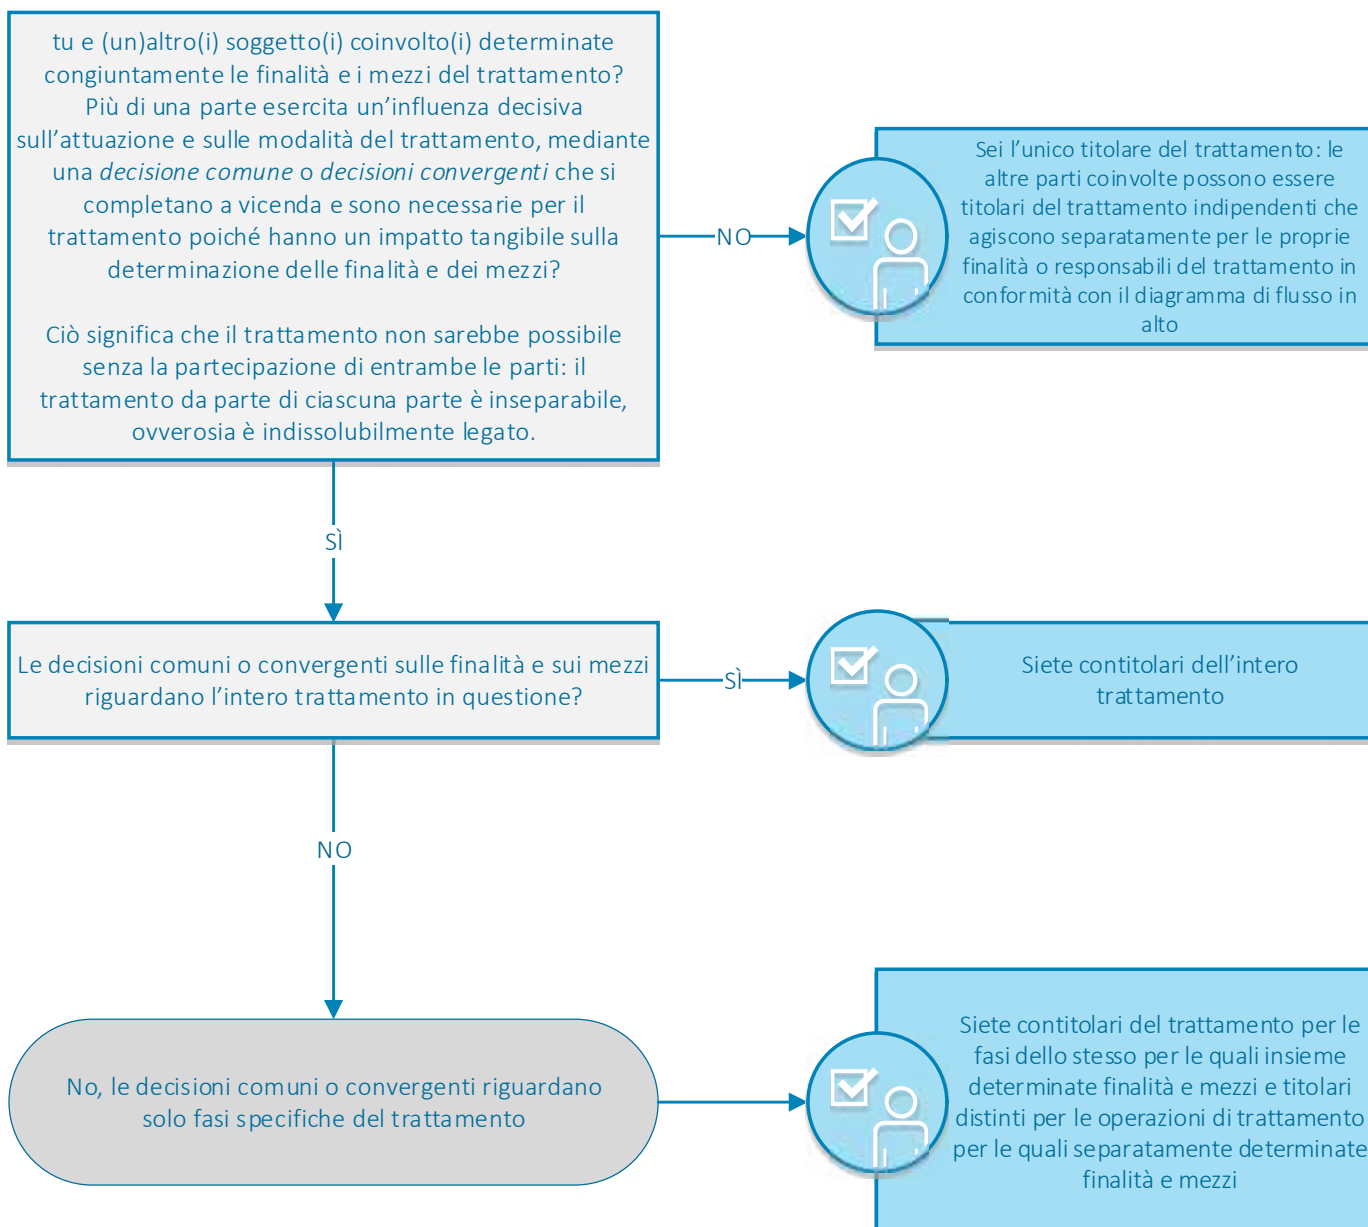 tu e (un)altro(i) soggetto(i) coinvolto(i) determinate
congiuntamente le finalità e i mezzi del trattamento?
Più di una parte esercita un’influenza decisiva
sull’attuazione e sulle modalità del trattamento, mediante
una decisione comune o decisioni convergenti che si
completano a vicenda e sono necessarie per il
trattamento poiché hanno un impatto tangibile sulla
determinazione delle finalità e dei mezzi?
Ciò significa che il trattamento non sarebbe possibile
senza la partecipazione di entrambe le parti: il
trattamento da parte di ciascuna parte è inseparabile,
ovverosia è indissolubilmente legato.
NO
Sei l’unico titolare del trattamento: le
altre parti coinvolte possono essere
titolari del trattamento indipendenti che
agiscono separatamente per le proprie
finalità o responsabili del trattamento in
conformità con il diagramma di flusso in
alto
SÌ
Le decisioni comuni o convergenti sulle finalità e sui mezzi
riguardano l’intero trattamento in questione?
SÌ
Siete contitolari dell’intero
trattamento
NO
No, le decisioni comuni o convergenti riguardano
solo fasi specifiche del trattamento
Siete contitolari del trattamento per le
fasi dello stesso per le quali insieme
determinate finalità e mezzi e titolari
distinti per le operazioni di trattamento
per le quali separatamente determinate
finalità e mezzi